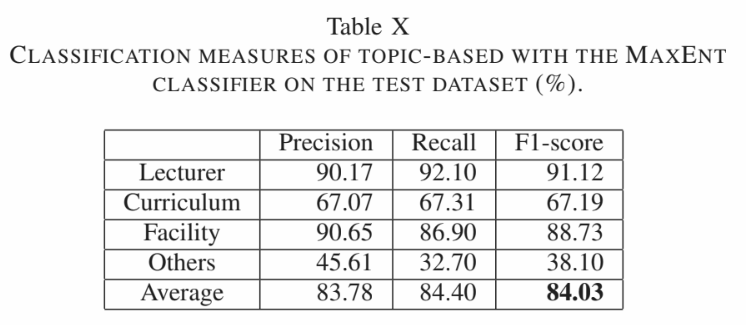 Table X
CLASSIFICATION MEASURES OF TOPIC-BASED WITH THE MAXENT
CLASSIFIER ON THE TEST DATASET (%).
Precision Recall F1-score
Lecturer 90.17 92.10 91.12
Curriculum 67.07 67.31 67.19
Facility 90.65 86.90 88.73
Others 45.61 32.70 38.10
Average 83.78 84.40 84.03